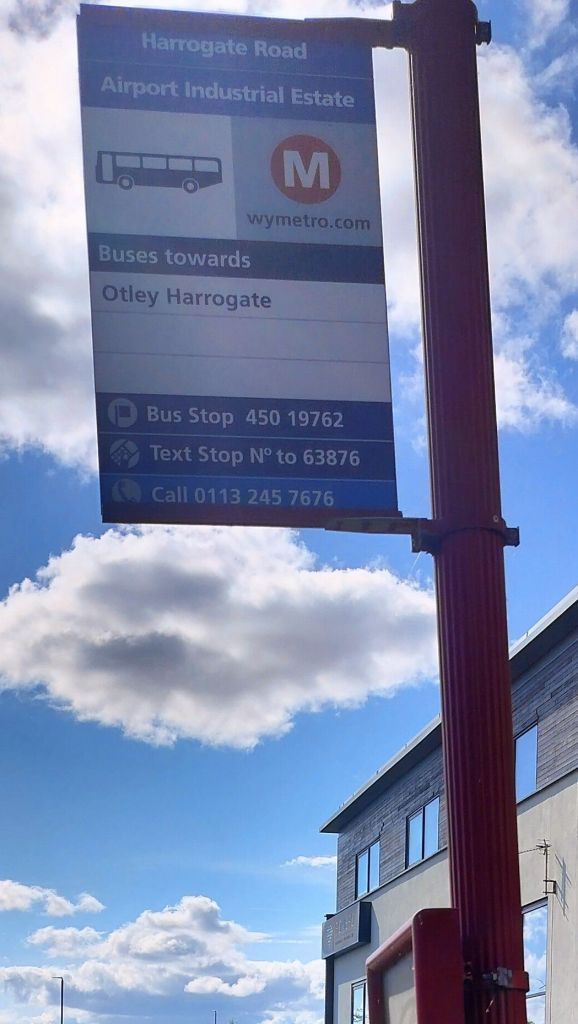 Harrogate Road
Airport Industrial Estate
M
wymetro.com
Buses towards
Otley Harrogate
Bus Stop 450 19762
Text Stop Nº to 63876
Call 0113 245 7676